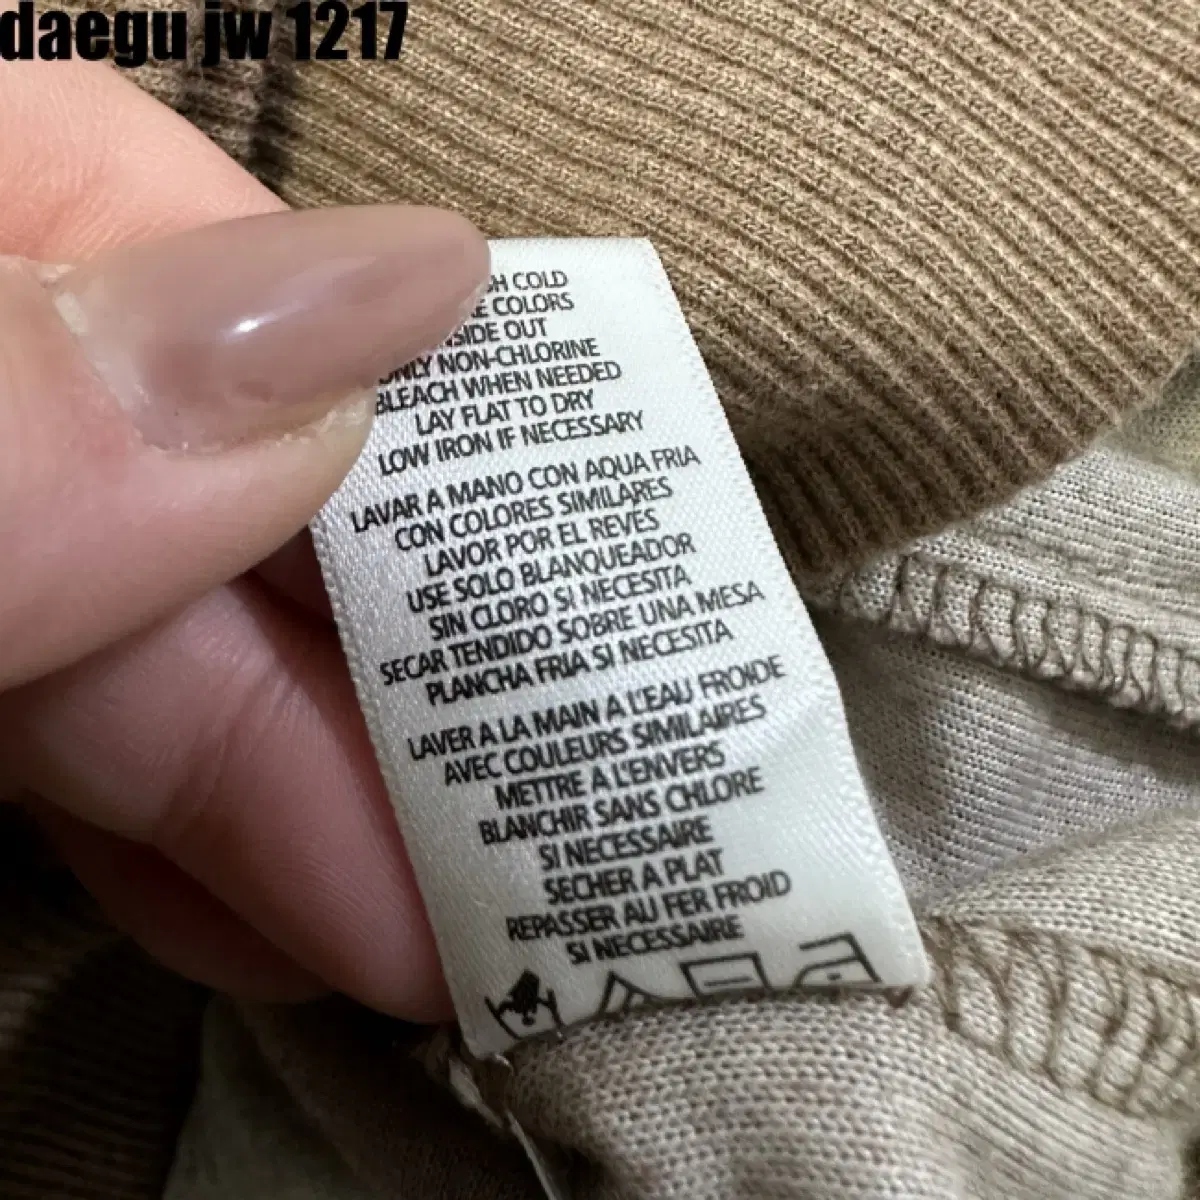 daegu jw 1217
COLD
COLORS
INSIDE OUT
ONLY NON-CHLORINE
BLEACH WHEN NEEDED
LAY FLAT TO DRY
LOW IRON IF NECESSARY
LAVAR A MANO CON AQUA FRIA
CON COLORES SIMILARES
LAVOR POR EL REVES
USE SOLO BLANQUEADOR
SIN CLORO SI NECESITA
SECAR TENDIDO SOBRE UNA MESA
PLANCHA FRIA SI NECESITA
LAVER A LA MAIN A L'EAU FROIDE
AVEC COULEURS SIMILAIRES
METTRE A L'ENVERS
BLANCHIR SANS CHLORE
SI NECESSAIRE
SECHER A PLAT
REPASSER AU FER FROID
SI NECESSAIRE